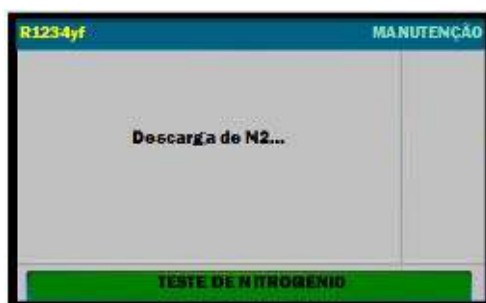 R1234yf MANUTENÇÃO
Descarga de N2...
TESTE DE NITROGENIO